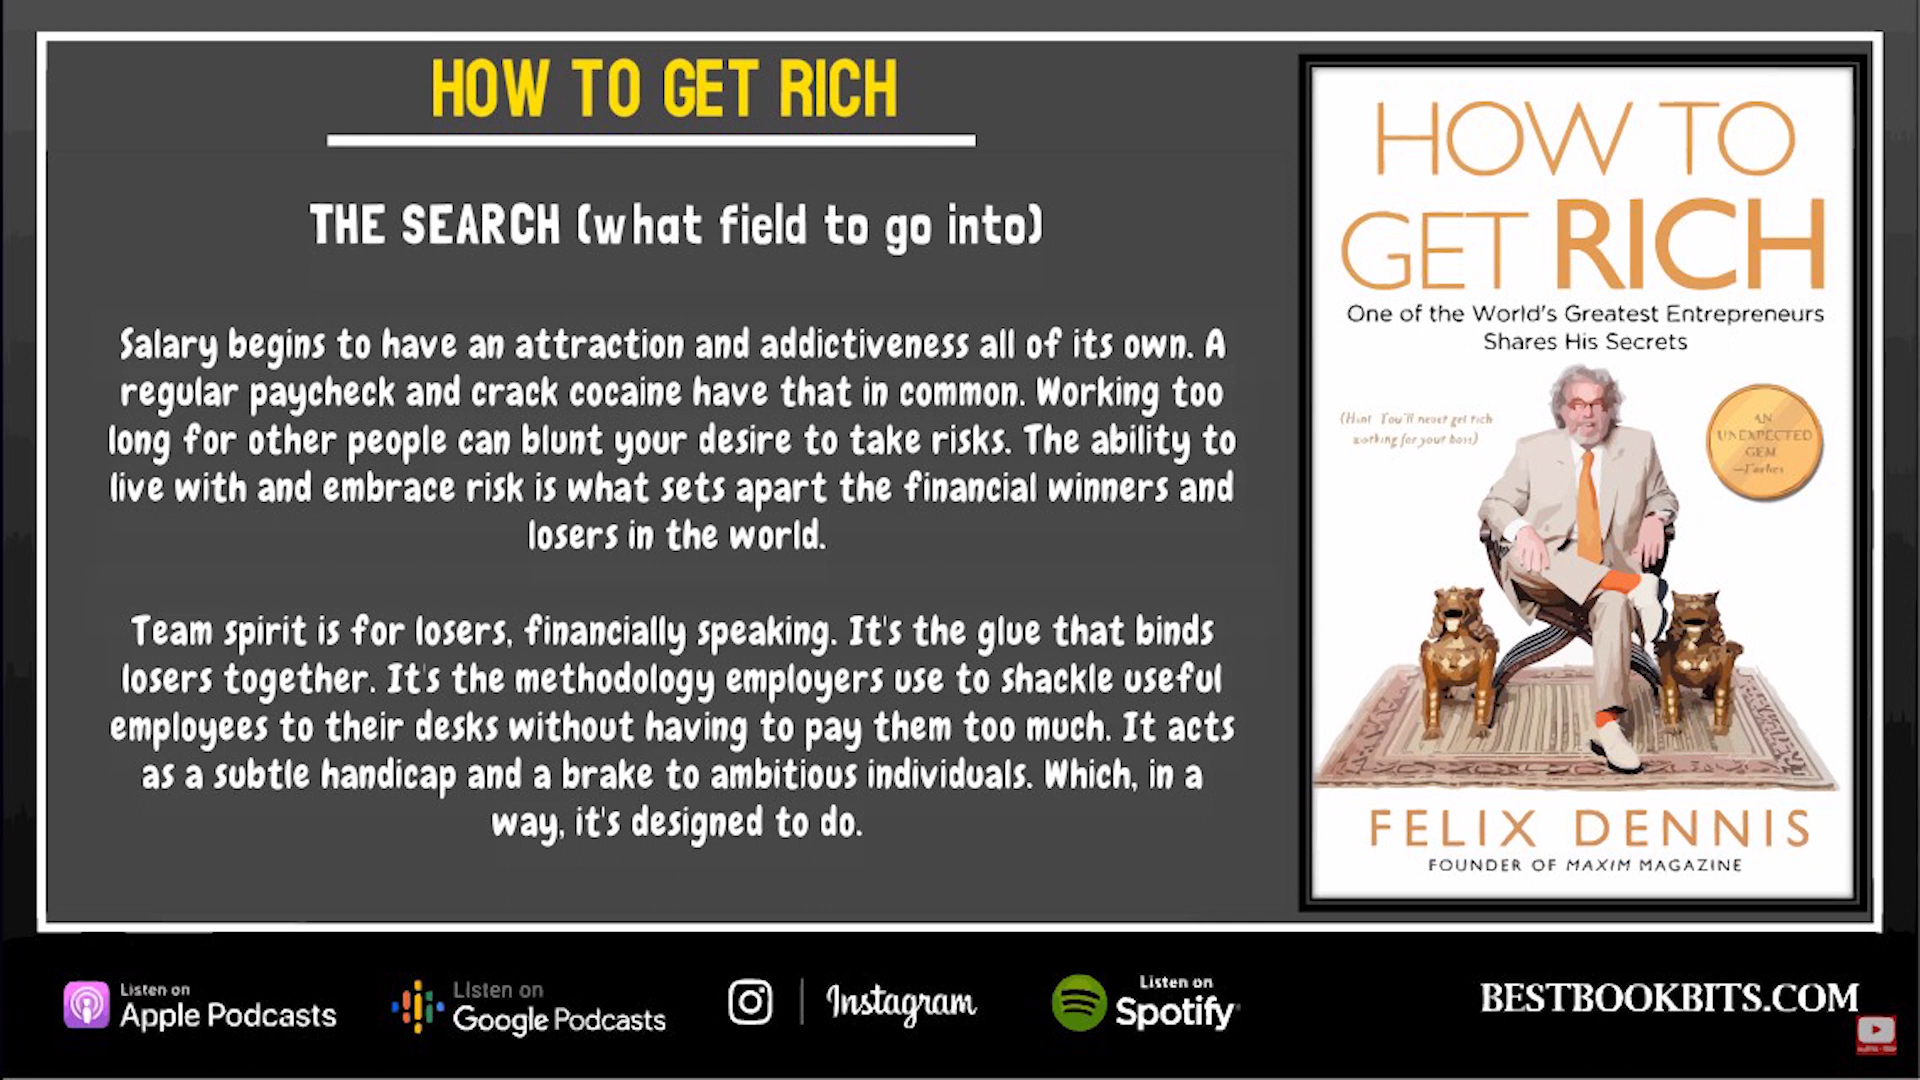 HOW TO GET RICH
THE SEARCH (what field to go into)
Salary begins to have an attraction and addictiveness all of its own. A
regular paycheck and crack cocaine have that in common. Working too
long for other people can blunt your desire to take risks. The ability to
live with and embrace risk is what sets apart the financial winners and
losers in the world.
Team spirit is for losers, financially speaking. It's the glue that binds
losers together. It's the methodology employers use to shackle useful
employees to their desks without having to pay them too much. It acts
as a subtle handicap and a brake to ambitious individuals. Which, in a
way, it's designed to do.
HOW TO
GET RICH
One of the World's Greatest Entrepreneurs
Shares His Secrets
(Hint: You'll never get rich
working for your boss)
AN
UNEXPECTED
GEM
—Forbes
FELIX DENNIS
FOUNDER OF MAXIM MAGAZINE
Listen on
Apple Podcasts
Listen on
Google Podcasts
Instagram
Listen on
Spotify
BESTBOOKBITS.COM